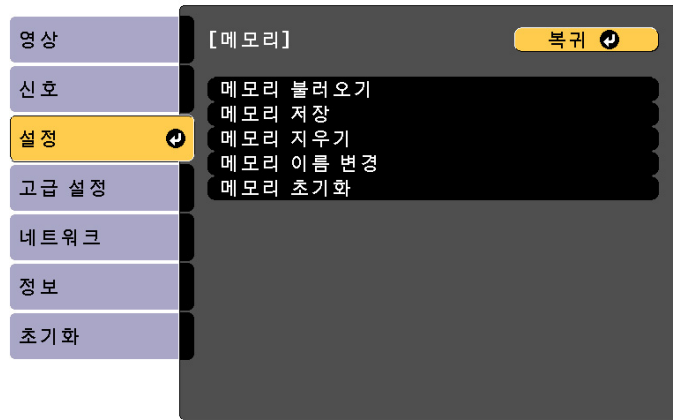 영상
신호
설정
고급 설정
네트워크
정보
초기화
[메모리]
복귀
메모리 불러오기
메모리 저장
메모리 지우기
메모리 이름 변경
메모리 초기화